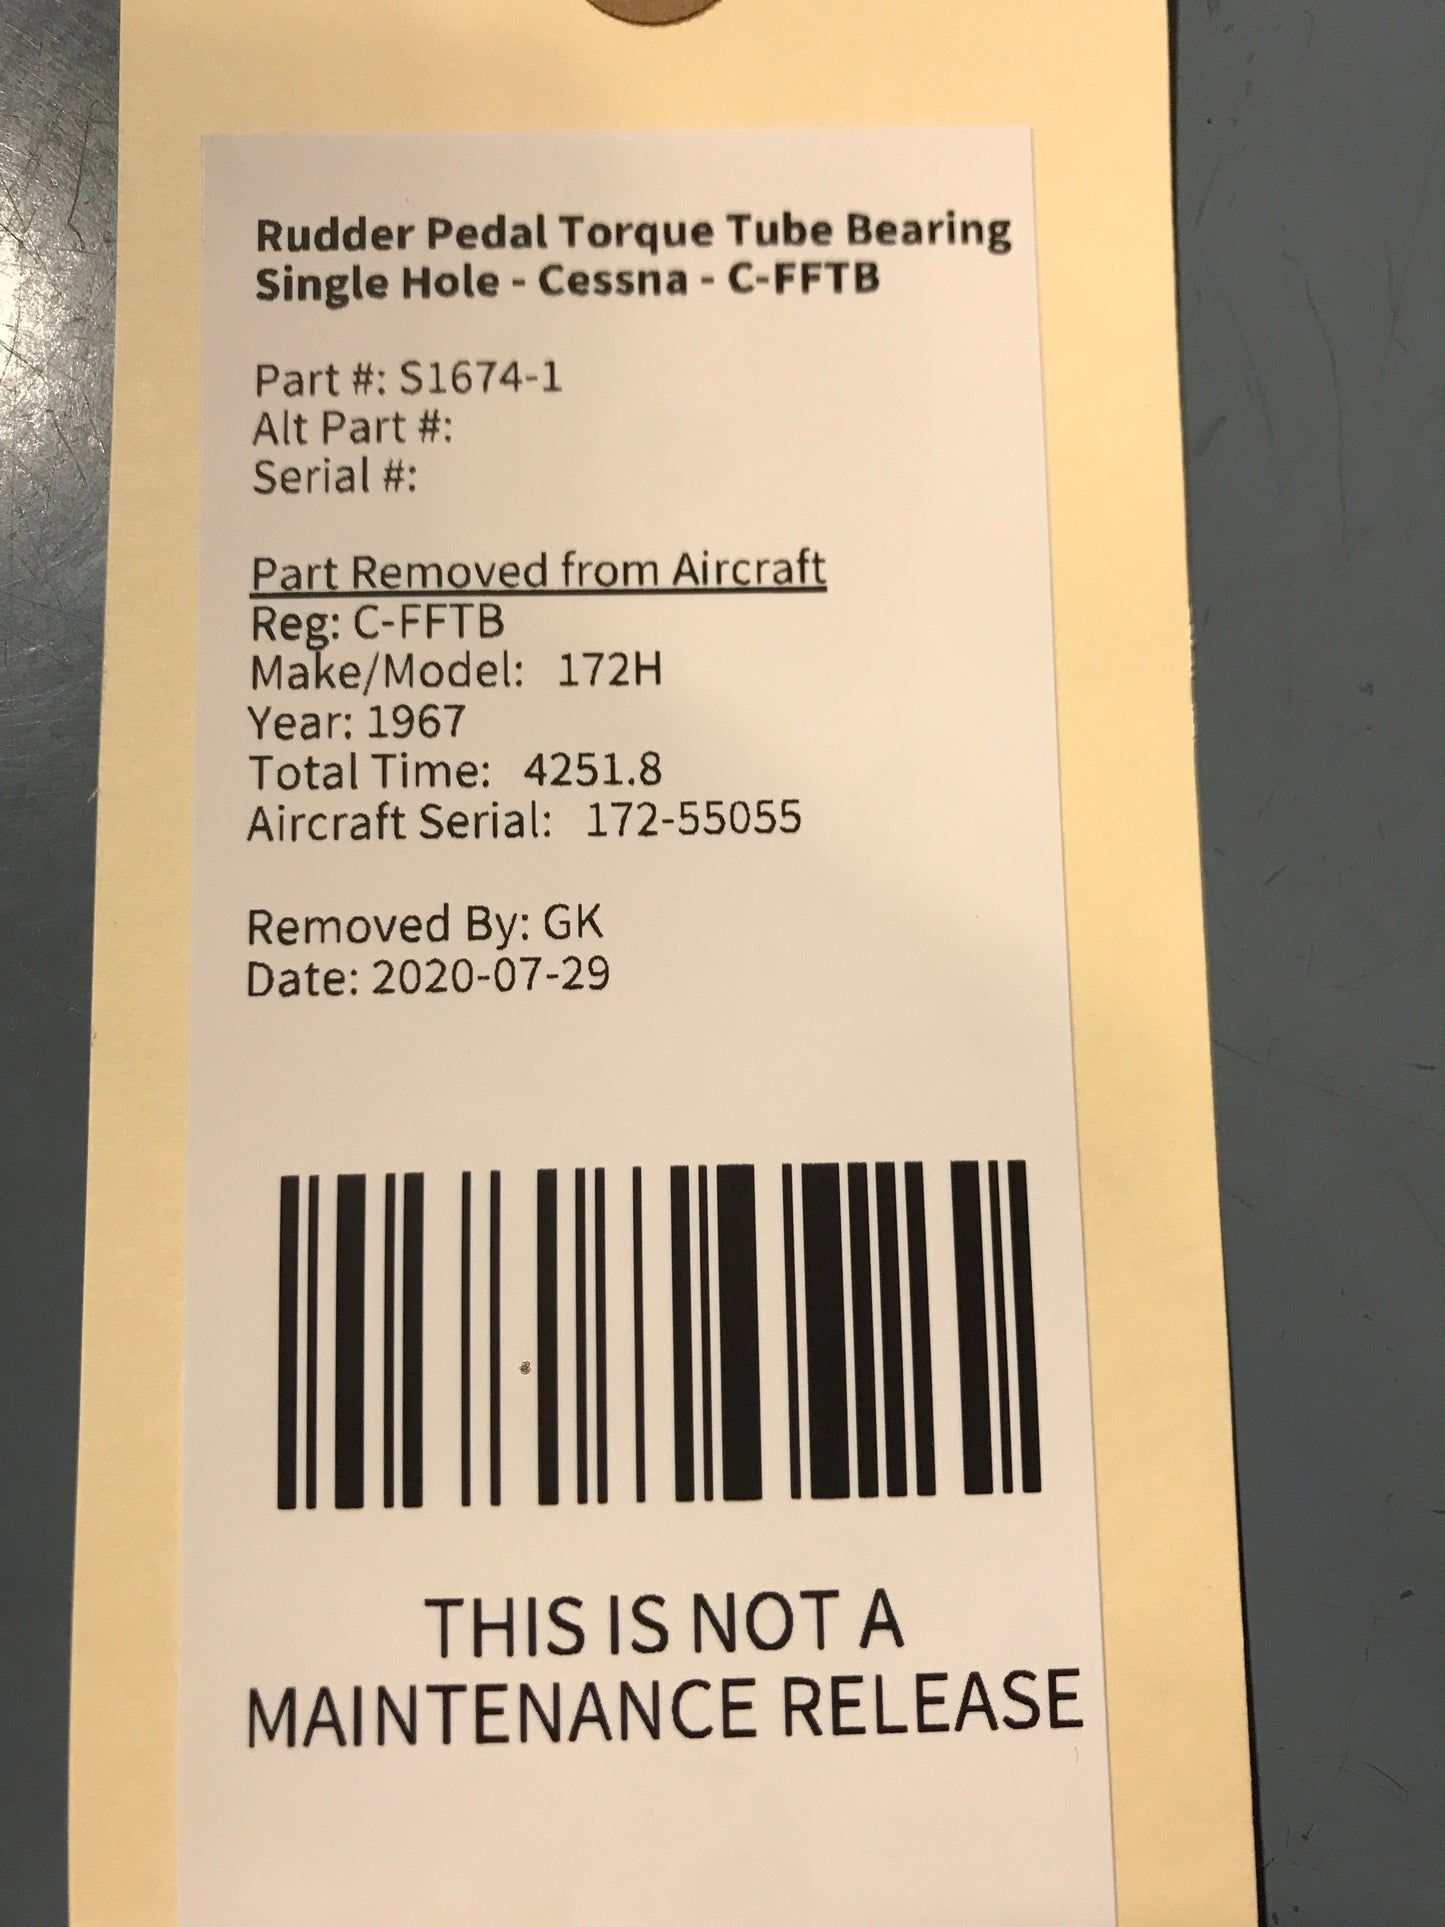 Rudder Pedal Torque Tube Bearing
Single Hole - Cessna - C-FFTB
Part #: S1674-1
Alt Part #:
Serial #:
Part Removed from Aircraft
Reg: C-FFTB
Make/Model: 172H
Year: 1967
Total Time: 4251.8
Aircraft Serial: 172-55055
Removed By: GK
Date: 2020-07-29
THIS IS NOT A
MAINTENANCE RELEASE